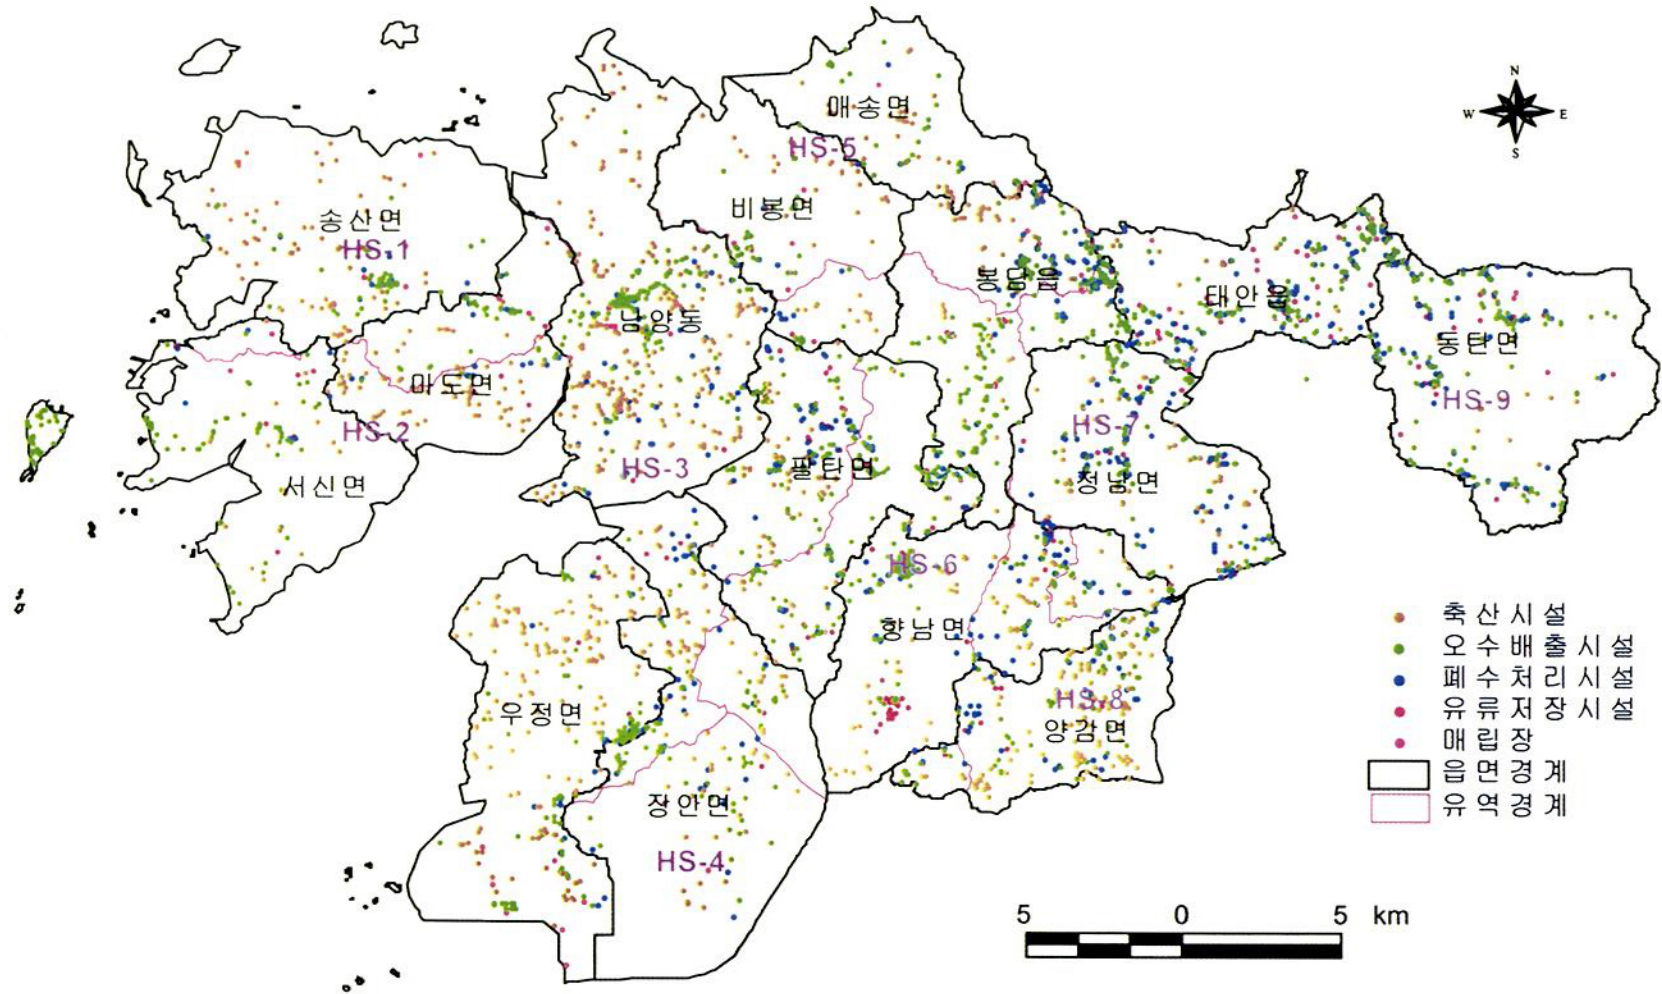 N
W E
S
매송면
HS-5
비봉면
송산면
HS-1
봉담읍
태안읍
남양동
동탄면
마도면
HS-9
HS-2
HS-7
HS-3
팔탄면
정남면
서신면
HS-6
향남면
HS-8
양감면
우정면
장안면
HS-4
축산시설
오수배출시설
폐수처리시설
유류저장시설
매립장
읍면경계
유역경계
5 0 5 km